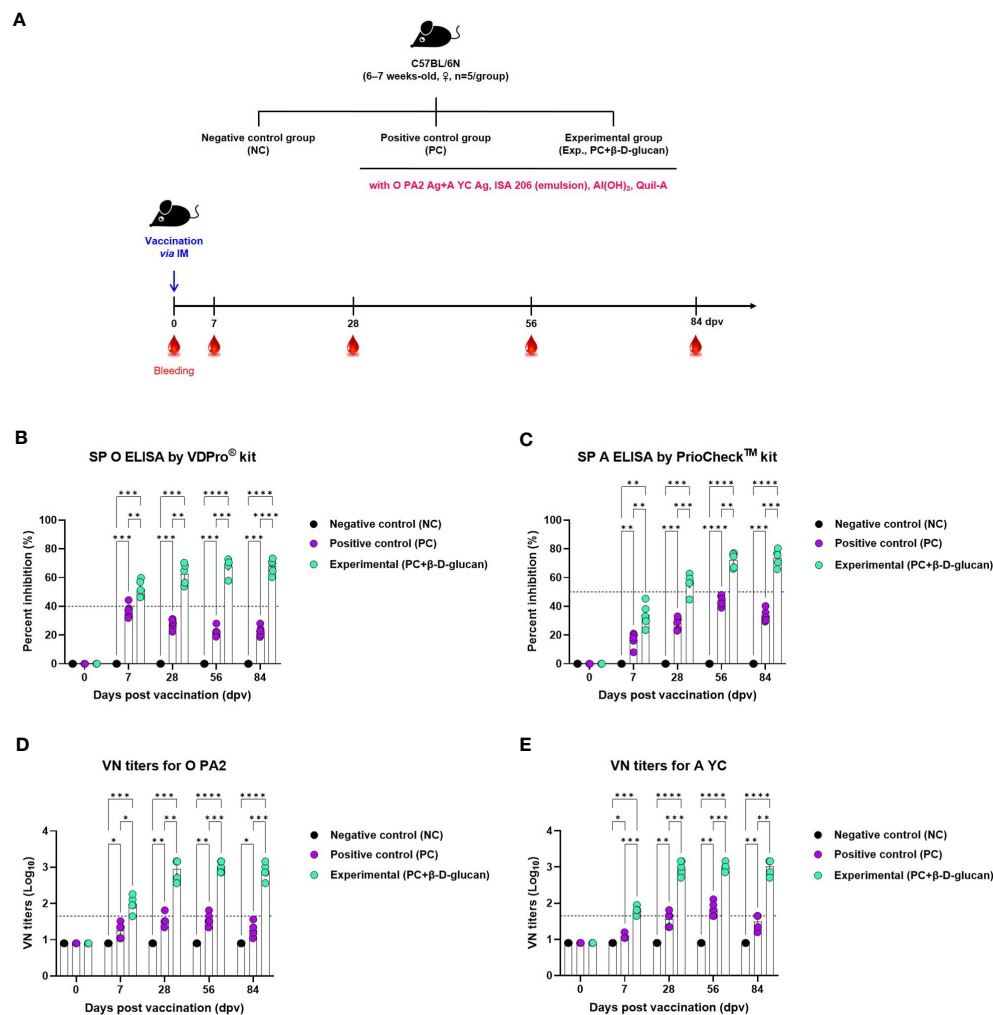 A
C57BL/6N
(6–7 weeks-old, ♀, n=5/group)
Negative control group
(NC)
Positive control group
(PC)
Experimental group
(Exp., PC+β-D-glucan)
with O PA2 Ag+A YC Ag, ISA 206 (emulsion), Al(OH)₃, Quil-A
Vaccination
via IM
0 7 28 56 84 dpv
Bleeding
B
SP O ELISA by VDPro® kit
*** *** **** ****
** ** *** ****
*** *** *** ***
100
80
60
40
20
0
Percent inhibition (%)
0 7 28 56 84
Days post vaccination (dpv)
Negative control (NC)
Positive control (PC)
Experimental (PC+β-D-glucan)
C
SP A ELISA by PrioCheck™ kit
** *** **** ****
** *** ** ***
** *** **** ***
100
80
60
40
20
0
Percent inhibition (%)
0 7 28 56 84
Days post vaccination (dpv)
Negative control (NC)
Positive control (PC)
Experimental (PC+β-D-glucan)
D
VN titers for O PA2
*** *** **** ****
* ** *** ***
* ** ** *
4
3
2
1
0
VN titers (Log₁₀)
0 7 28 56 84
Days post vaccination (dpv)
Negative control (NC)
Positive control (PC)
Experimental (PC+β-D-glucan)
E
VN titers for A YC
*** **** **** ****
* *** *** **
*** ** ** **
4
3
2
1
0
VN titers (Log₁₀)
0 7 28 56 84
Days post vaccination (dpv)
Negative control (NC)
Positive control (PC)
Experimental (PC+β-D-glucan)